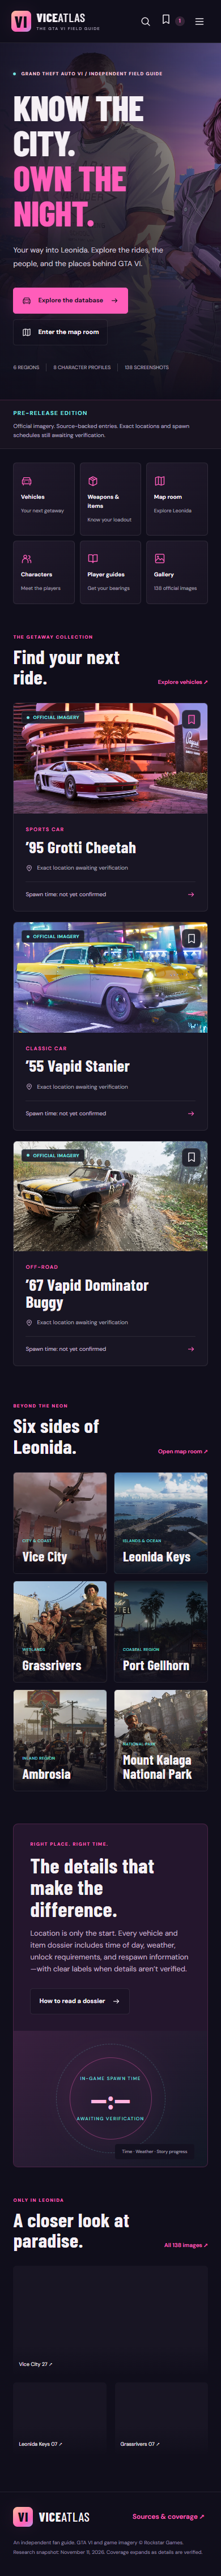 VI VICEATLAS
THE GTA VI FIELD GUIDE
1
GRAND THEFT AUTO VI / INDEPENDENT FIELD GUIDE
KNOW THE
CITY.
OWN THE
NIGHT.
Your way into Leonida. Explore the rides, the
people, and the places behind GTA VI.
Explore the database →
Enter the map room
6 REGIONS
8 CHARACTER PROFILES
138 SCREENSHOTS
PRE-RELEASE EDITION
Official imagery. Source-backed entries. Exact locations and spawn
schedules still awaiting verification.
Vehicles
Your next getaway
Weapons &
items
Know your loadout
Map room
Explore Leonida
Characters
Meet the players
Player guides
Get your bearings
Gallery
138 official images
THE GETAWAY COLLECTION
Find your next
ride.
Explore vehicles ↗
OFFICIAL IMAGERY
SPORTS CAR
’95 Grotti Cheetah
Exact location awaiting verification
Spawn time: not yet confirmed →
OFFICIAL IMAGERY
CLASSIC CAR
’55 Vapid Stanier
Exact location awaiting verification
Spawn time: not yet confirmed →
OFFICIAL IMAGERY
OFF-ROAD
’67 Vapid Dominator
Buggy
Exact location awaiting verification
Spawn time: not yet confirmed →
BEYOND THE NEON
Six sides of
Leonida.
Open map room ↗
CITY & COAST
Vice City
ISLANDS & OCEAN
Leonida Keys
WETLANDS
Grassrivers
COASTAL REGION
Port Gellhorn
INLAND REGION
Ambrosia
NATIONAL PARK
Mount Kalaga
National Park
RIGHT PLACE. RIGHT TIME.
The details that
make the
difference.
Location is only the start. Every vehicle and
item dossier includes time of day, weather,
unlock requirements, and respawn information
—with clear labels when details aren’t verified.
How to read a dossier →
IN-GAME SPAWN TIME
–:–
AWAITING VERIFICATION
Time · Weather · Story progress
ONLY IN LEONIDA
A closer look at
paradise.
All 138 images ↗
Vice City 27 ↗
Leonida Keys 07 ↗
Grassrivers 07 ↗
VI VICEATLAS
Sources & coverage ↗
An independent fan guide. GTA VI and game imagery © Rockstar Games.
Research snapshot: November 8, 2026. Coverage expands as details are verified.